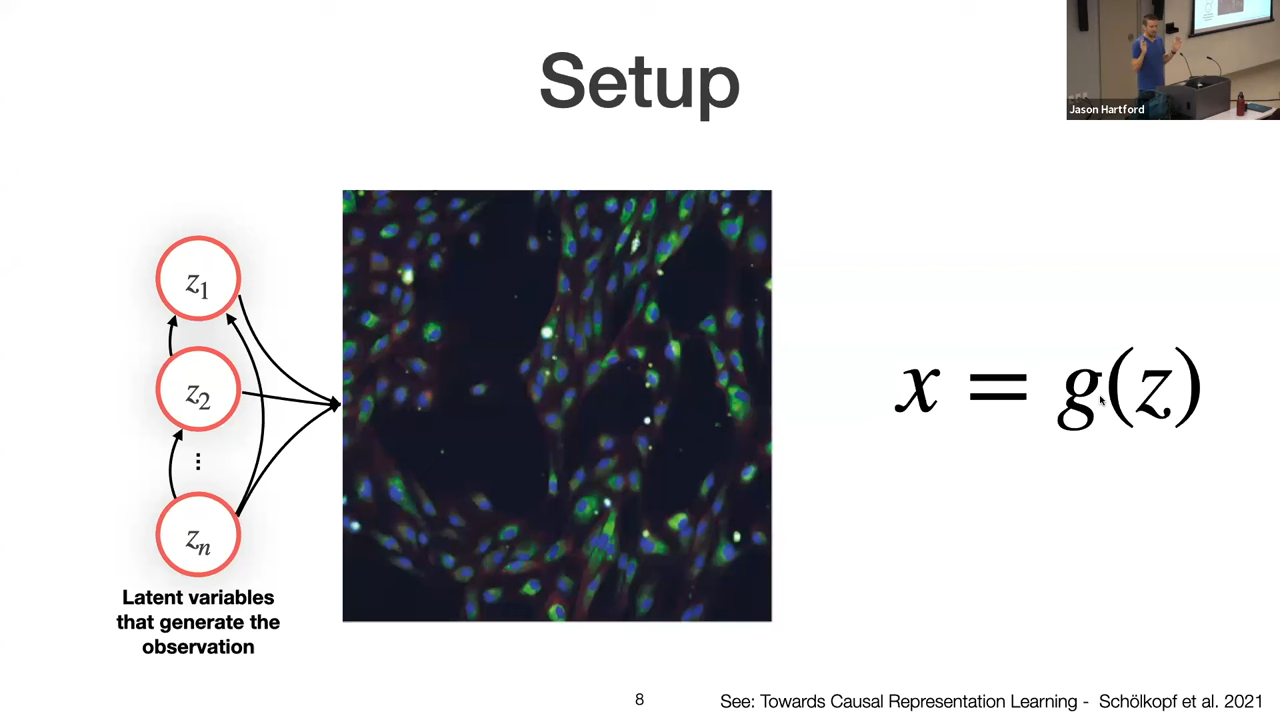 Setup
Jason Hartford
z1
z2
⋮
zn
x = g(z)
Latent variables
that generate the
observation
8
See: Towards Causal Representation Learning - Schölkopf et al. 2021